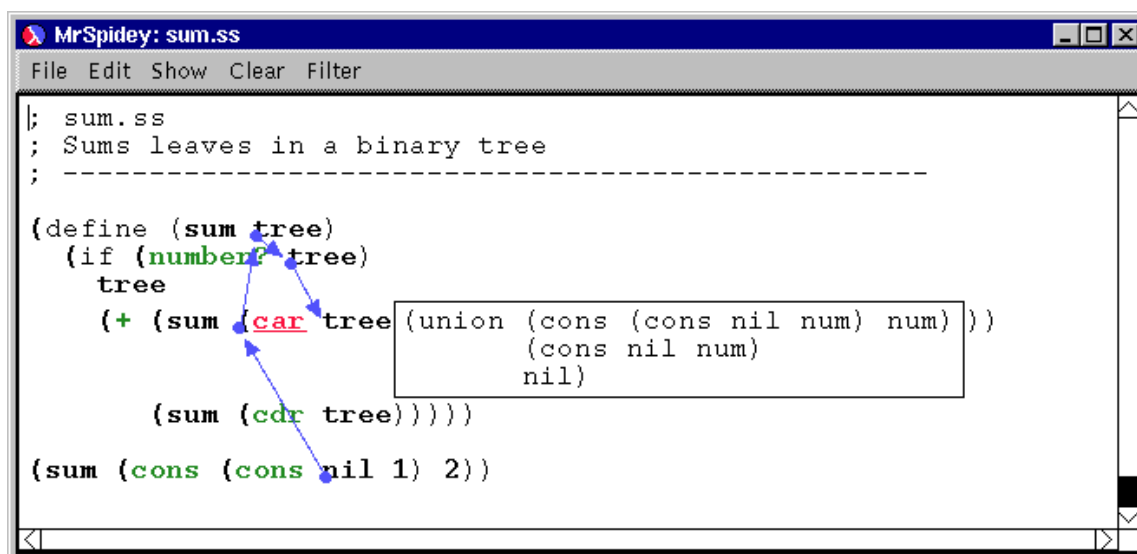 MrSpidey: sum.ss
File Edit Show Clear Filter
; sum.ss
; Sums leaves in a binary tree
; --------------------------------------------------
(define (sum tree)
(if (number? tree)
tree
(+ (sum (car tree (union (cons (cons nil num) num) ))
(cons nil num)
nil)
(sum (cdr tree)))))
(sum (cons (cons nil 1) 2))